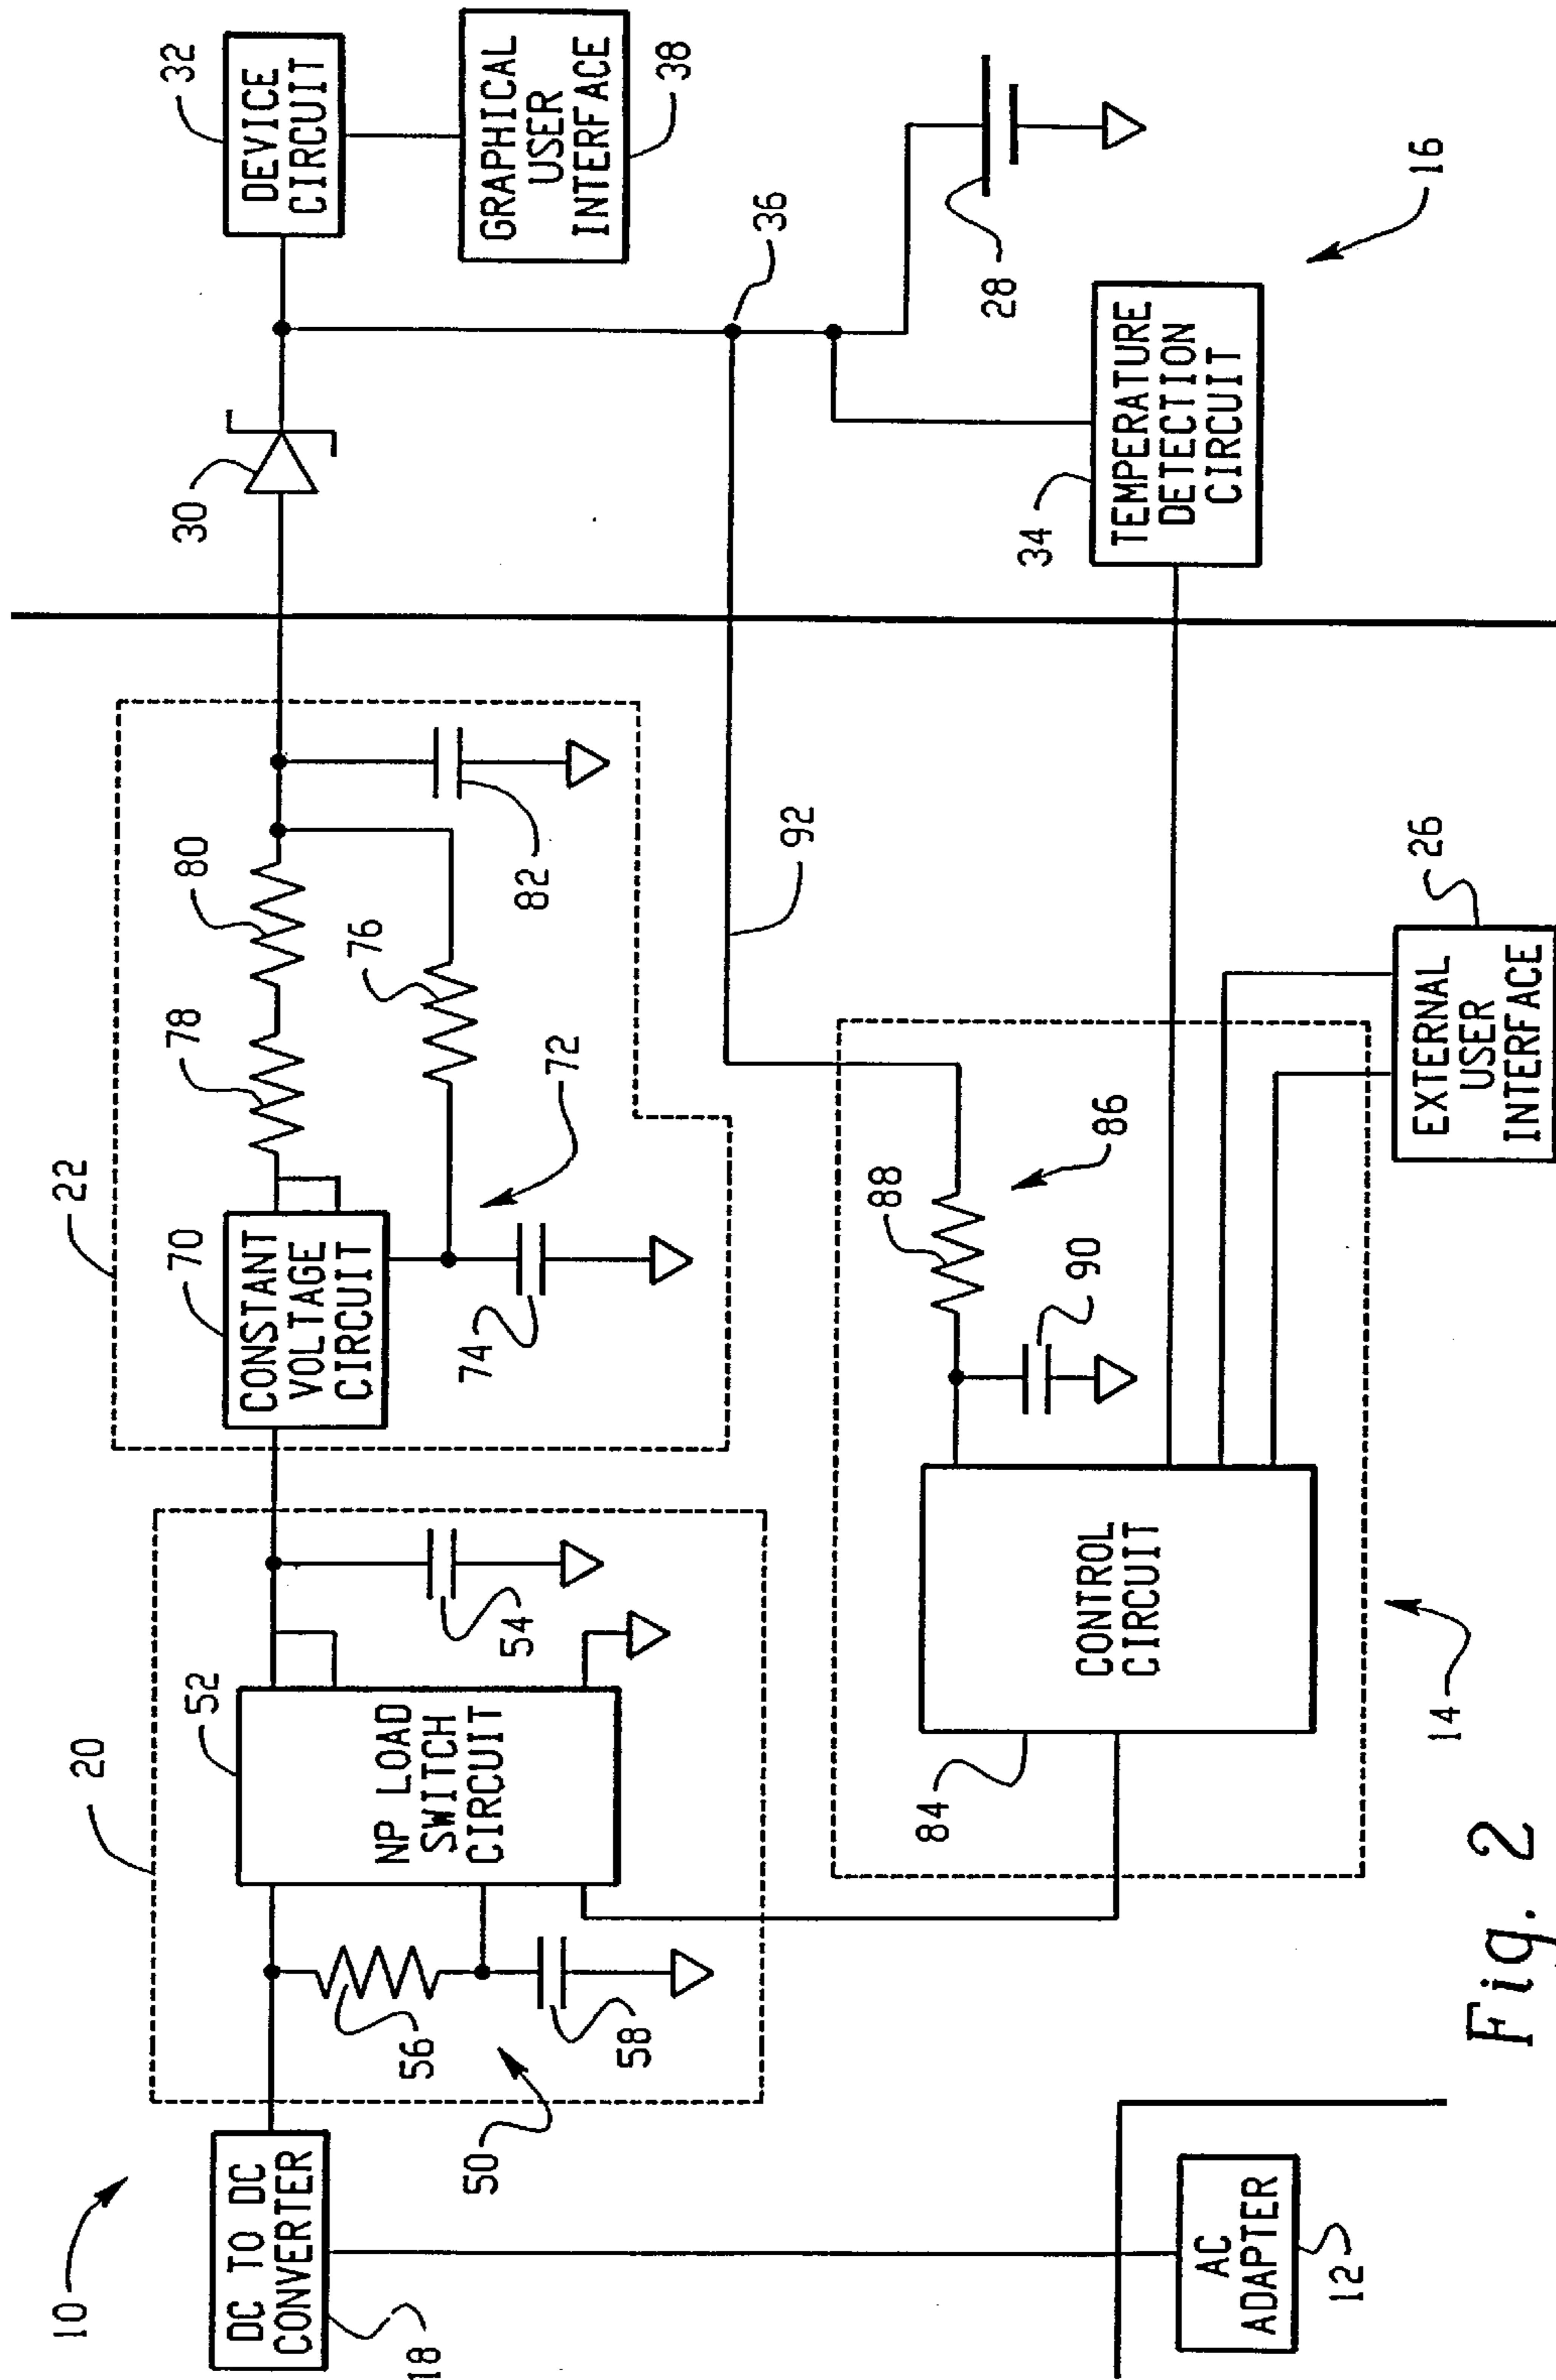 10
DC TO DC
CONVERTER
18
AC
ADAPTER
12
20
52
NP LOAD
SWITCH
CIRCUIT
54
56
58
50
22
70
CONSTANT
VOLTAGE
CIRCUIT
78
80
76
72
74
82
30
32
DEVICE
CIRCUIT
GRAPHICAL
USER
INTERFACE
38
36
28
92
84
CONTROL
CIRCUIT
88
86
90
14
34
TEMPERATURE
DETECTION
CIRCUIT
16
EXTERNAL
USER
INTERFACE
26
Fig. 2